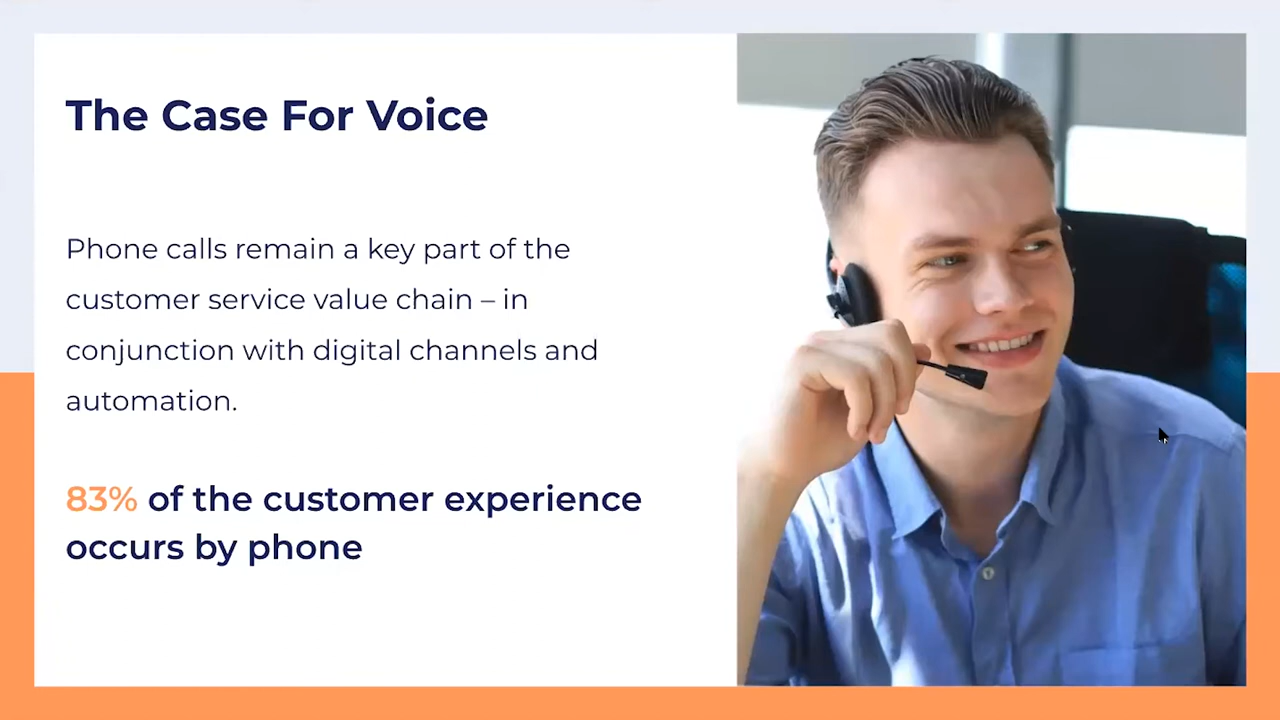 The Case For Voice
Phone calls remain a key part of the
customer service value chain – in
conjunction with digital channels and
automation.
83% of the customer experience
occurs by phone